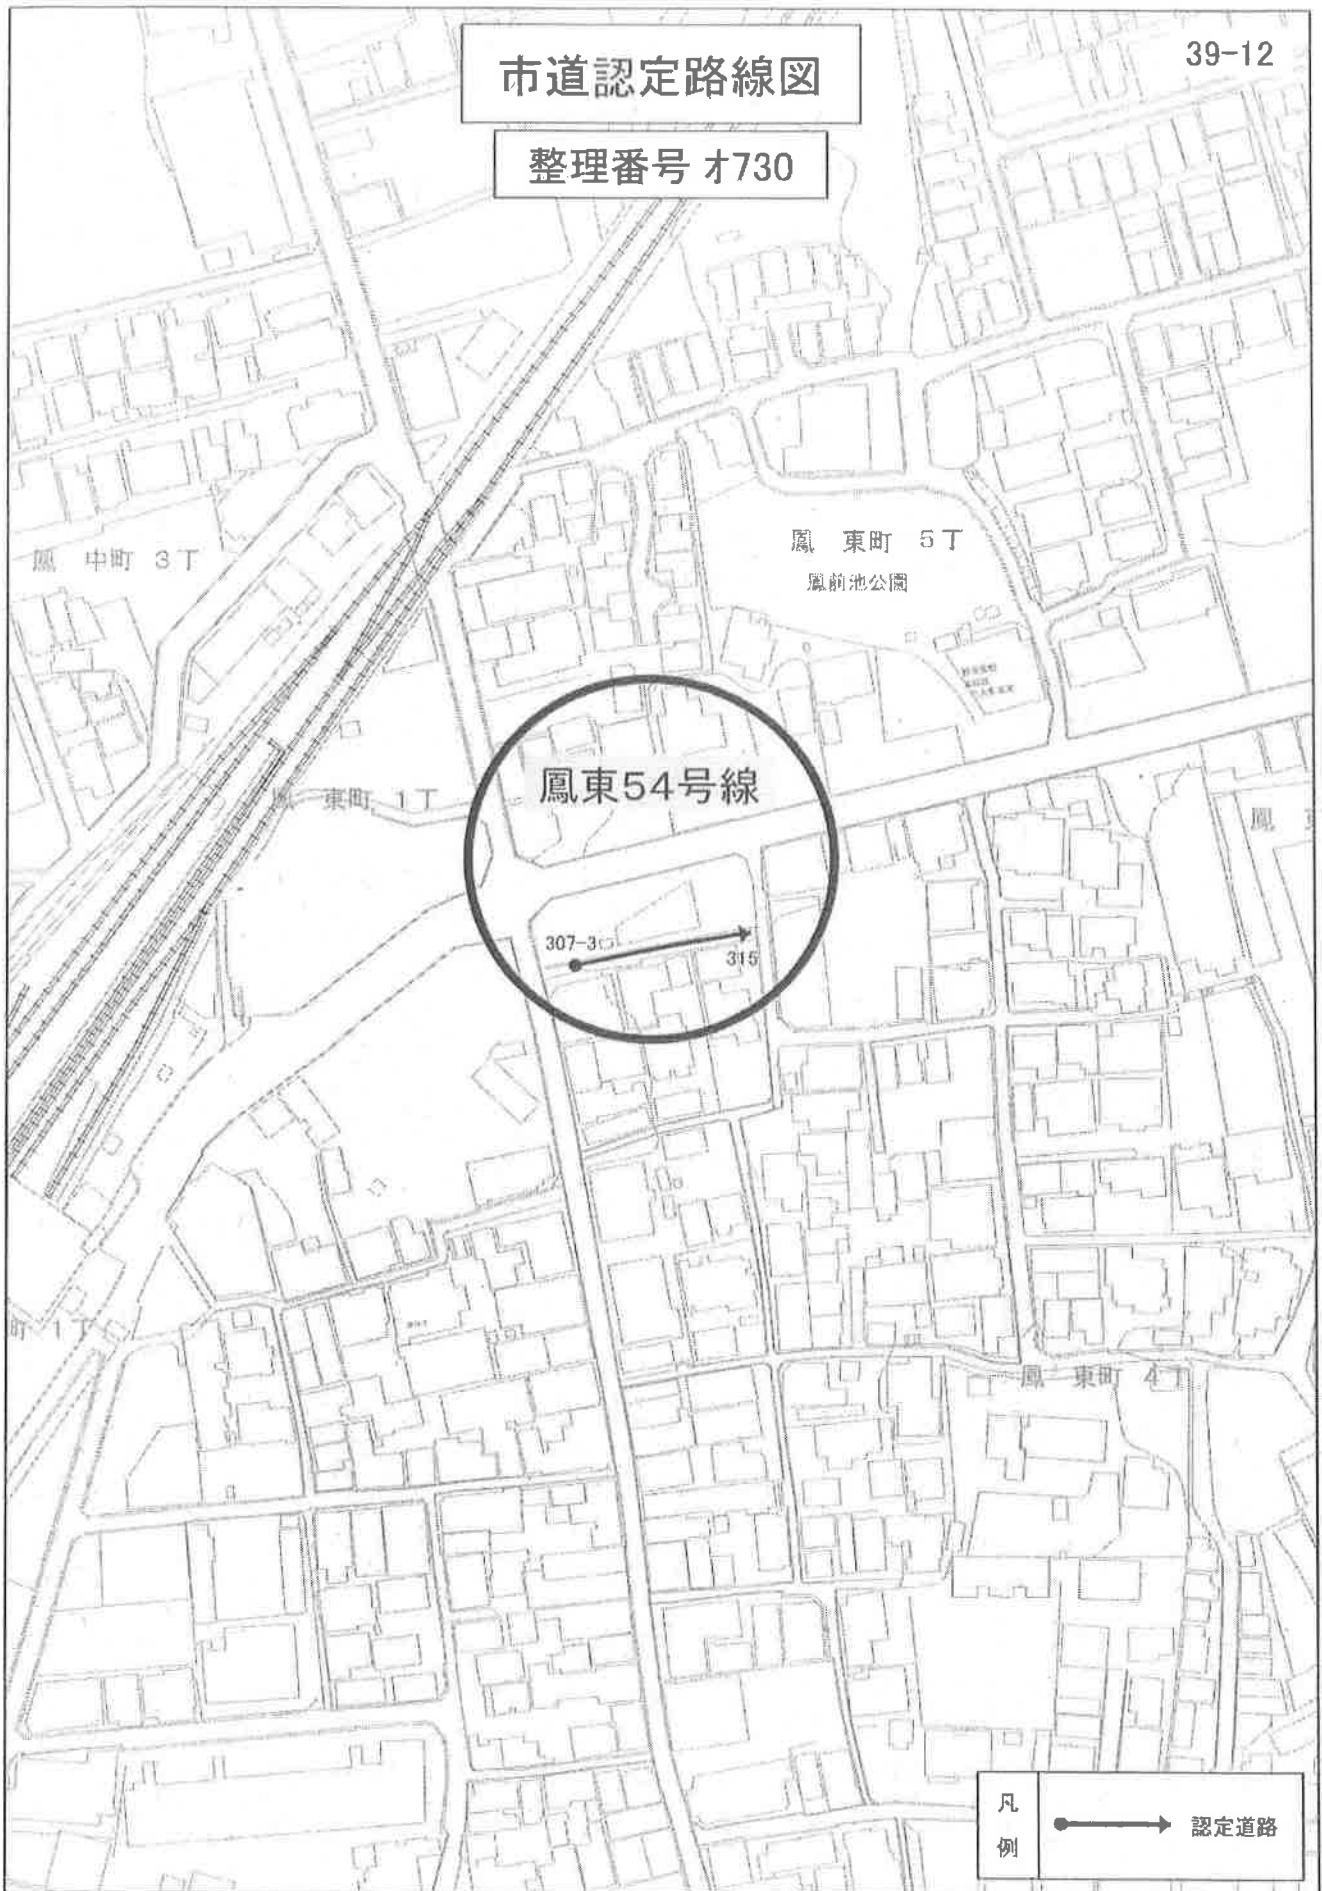 39-12
市道認定路線図
整理番号 オ730
鳳 東町 5丁
鳳前池公園
鳳 中町 3丁
鳳東54号線
鳳 東町 1丁
鳳
307-3
315
町 1丁
鳳 東町 4丁
凡例
認定道路